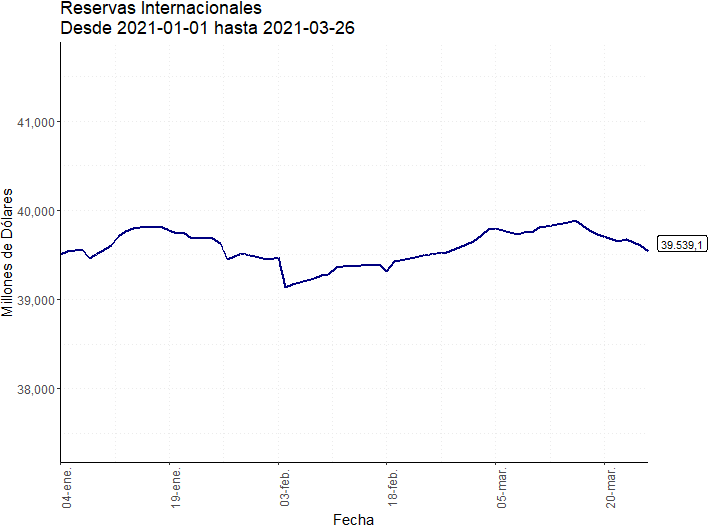 Reservas Internacionales
Desde 2021-01-01 hasta 2021-03-26
Millones de Dólares
41,000
40,000
39,000
38,000
39.539,1
04-ene.
19-ene.
03-feb.
18-feb.
05-mar.
20-mar.
Fecha